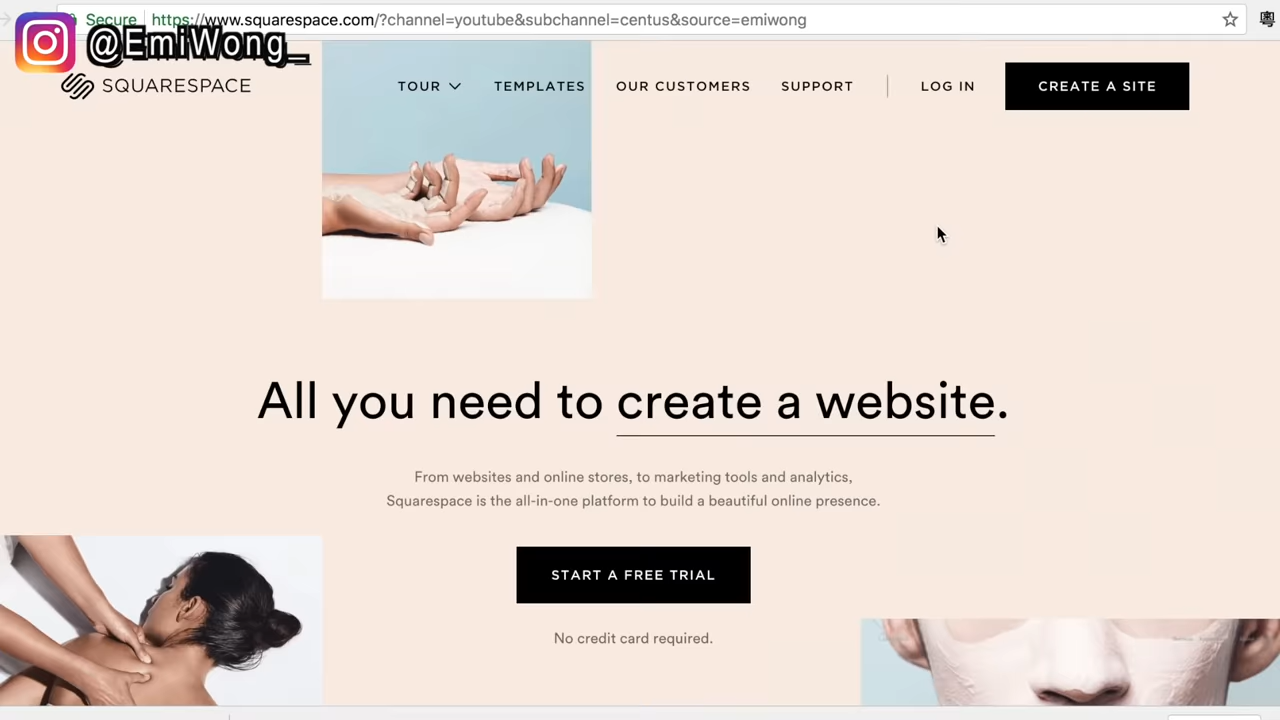 Secure https://www.squarespace.com/?channel=youtube&subchannel=centus&source=emiwong
粵
@EmiWong_
SQUARESPACE
TOUR TEMPLATES OUR CUSTOMERS SUPPORT LOG IN CREATE A SITE
All you need to create a website.
From websites and online stores, to marketing tools and analytics,
Squarespace is the all-in-one platform to build a beautiful online presence.
START A FREE TRIAL
No credit card required.